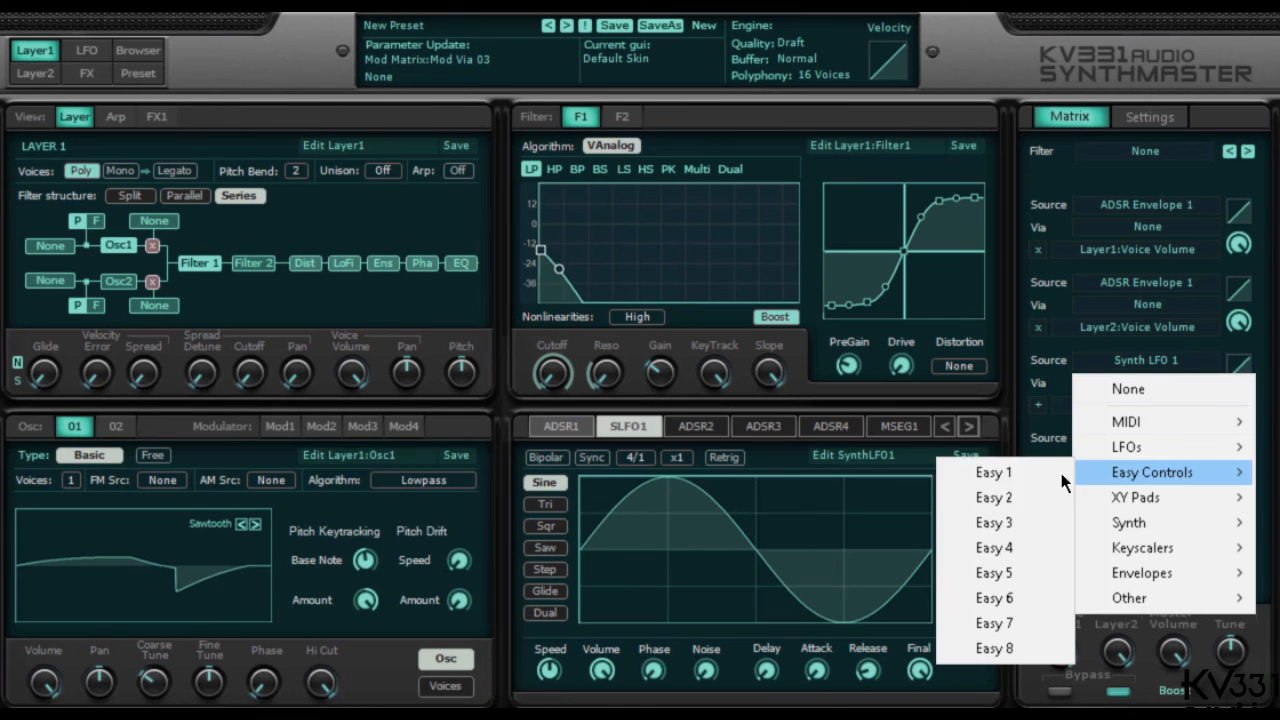 New Preset < > ! Save SaveAs New
Parameter Update:
Mod Matrix:Mod Via 03
None
Current gui:
Default Skin
Engine:
Quality: Draft
Buffer: Normal
Polyphony: 16 Voices
Velocity
Layer1 LFO Browser
Layer2 FX Preset
KV331 AUDIO
SYNTHMASTER
View: Layer Arp FX1
LAYER 1 Edit Layer1 Save
Voices: Poly Mono Legato Pitch Bend: 2 Unison: Off Arp: Off
Filter structure: Split Parallel Series
P F None
None Osc1 x
Filter 1 Filter 2 Dist LoFi Ens Pha EQ
None Osc2 x
P F None
Velocity Spread Voice
Glide Error Spread Detune Cutoff Pan Volume Pan Pitch
N
S
Filter: F1 F2
Algorithm: VAnalog Edit Layer1:Filter1 Save
LP HP BP BS LS HS PK Multi Dual
12
0
-12
-24
-36
Nonlinearities: High Boost
Cutoff Reso Gain KeyTrack Slope
PreGain Drive Distortion
None
Matrix Settings
Filter None < >
Source ADSR Envelope 1
Via None
x Layer1:Voice Volume
Source ADSR Envelope 1
Via None
x Layer2:Voice Volume
Source Synth LFO 1
Via
+
Source
None
MIDI >
LFOs >
Easy Controls >
XY Pads >
Synth >
Keyscalers >
Envelopes >
Other >
Easy 1
Easy 2
Easy 3
Easy 4
Easy 5
Easy 6
Easy 7
Easy 8
Osc: 01 02 Modulator: Mod1 Mod2 Mod3 Mod4
Type: Basic Free Edit Layer1:Osc1 Save
Voices: 1 FM Src: None AM Src: None Algorithm: Lowpass
Sawtooth < >
Pitch Keytracking Pitch Drift
Base Note Speed
Amount Amount
Volume Pan Coarse Tune Fine Tune Phase Hi Cut
Osc
Voices
ADSR1 SLFO1 ADSR2 ADSR3 ADSR4 MSEG1 < >
Bipolar Sync 4/1 x1 Retrig Edit SynthLFO1 Save
Sine
Tri
Sqr
Saw
Step
Glide
Dual
Speed Volume Phase Noise Delay Attack Release Final
Layer2 Volume Tune
Bypass
Boost
KV33